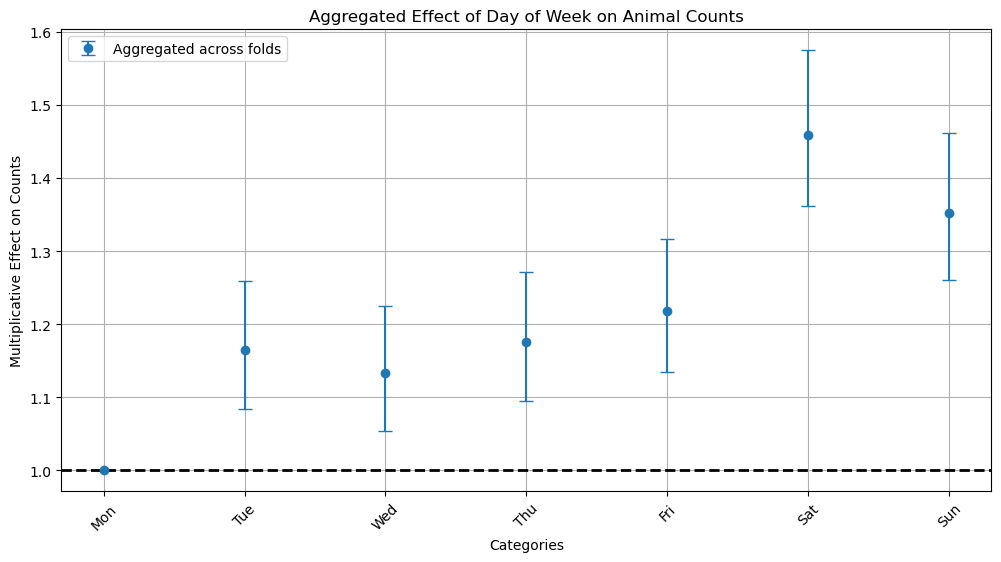 Aggregated Effect of Day of Week on Animal Counts
Aggregated across folds
Multiplicative Effect on Counts
1.6
1.5
1.4
1.3
1.2
1.1
1.0
Mon
Tue
Wed
Thu
Fri
Sat
Sun
Categories